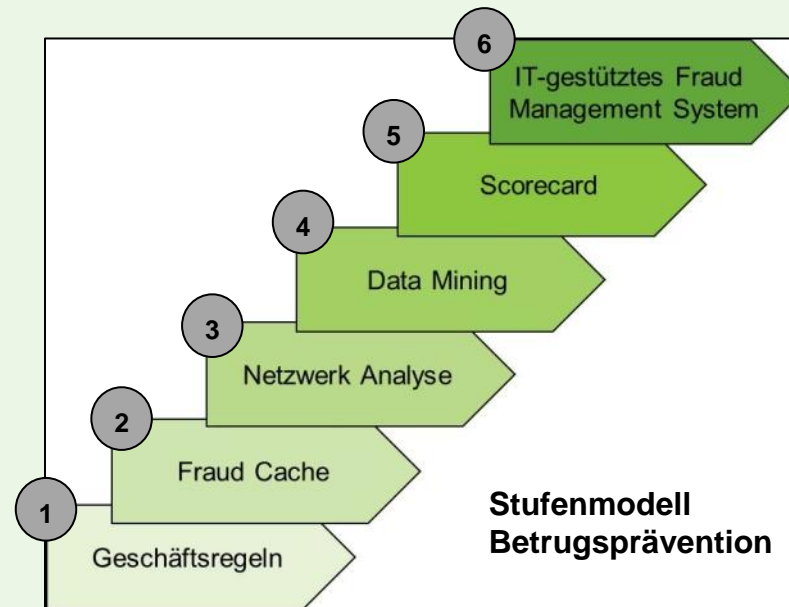 6
IT-gestütztes Fraud
Management System
5
Scorecard
4
Data Mining
3
Netzwerk Analyse
2
Fraud Cache
1
Geschäftsregeln
Stufenmodell
Betrugsprävention